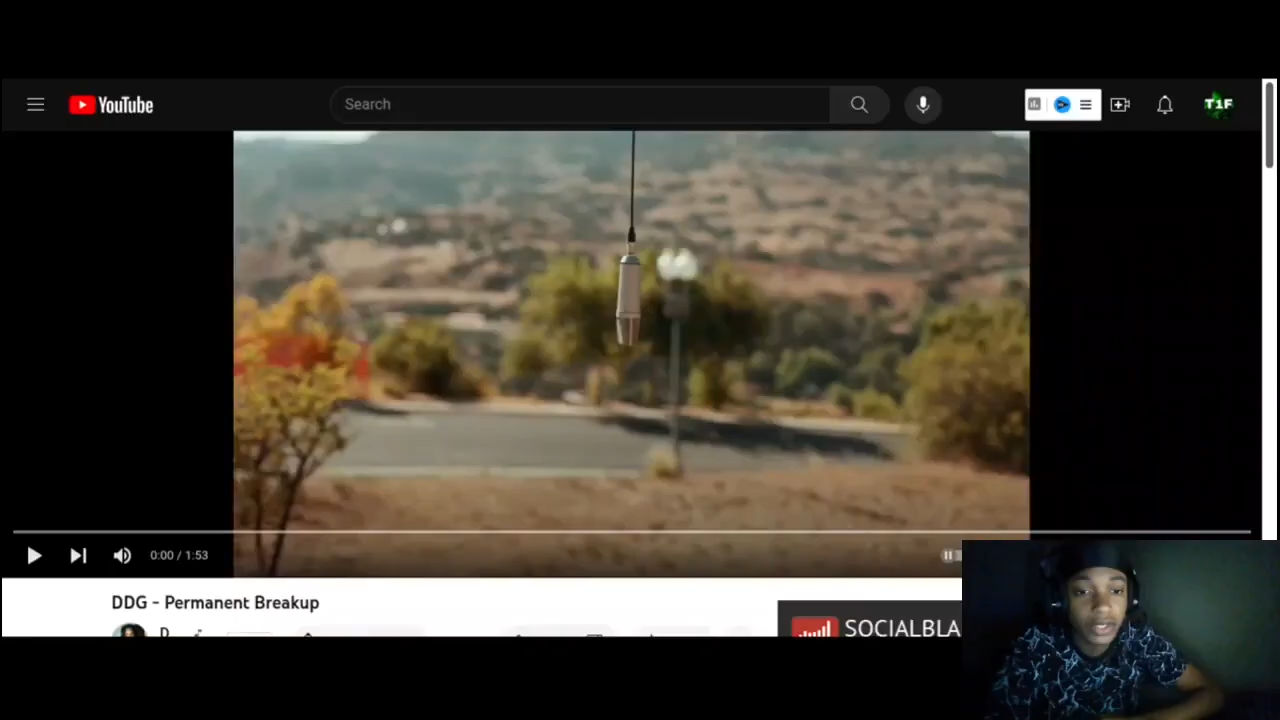 YouTube
Search
T1F
0:00 / 1:53
DDG - Permanent Breakup
SOCIALBLA